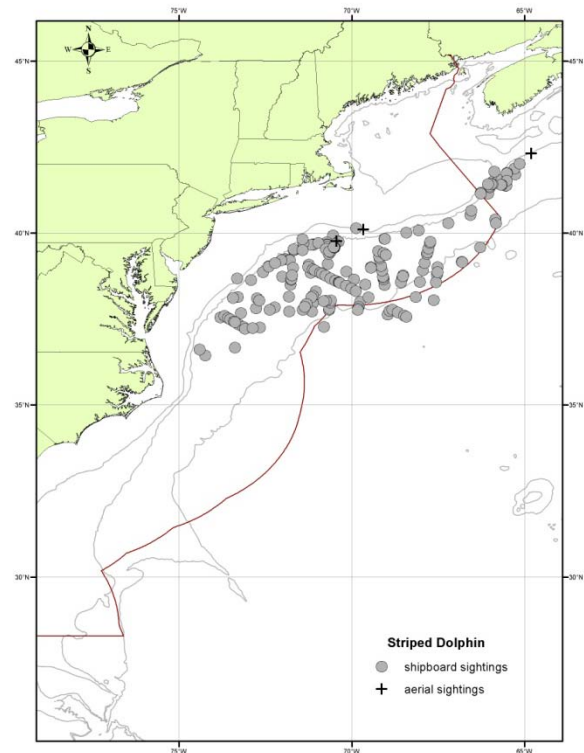 75°W 70°W 65°W
N
W E
S
45°N 45°N
40°N 40°N
35°N 35°N
30°N 30°N
Striped Dolphin
shipboard sightings
aerial sightings
75°W 70°W 65°W